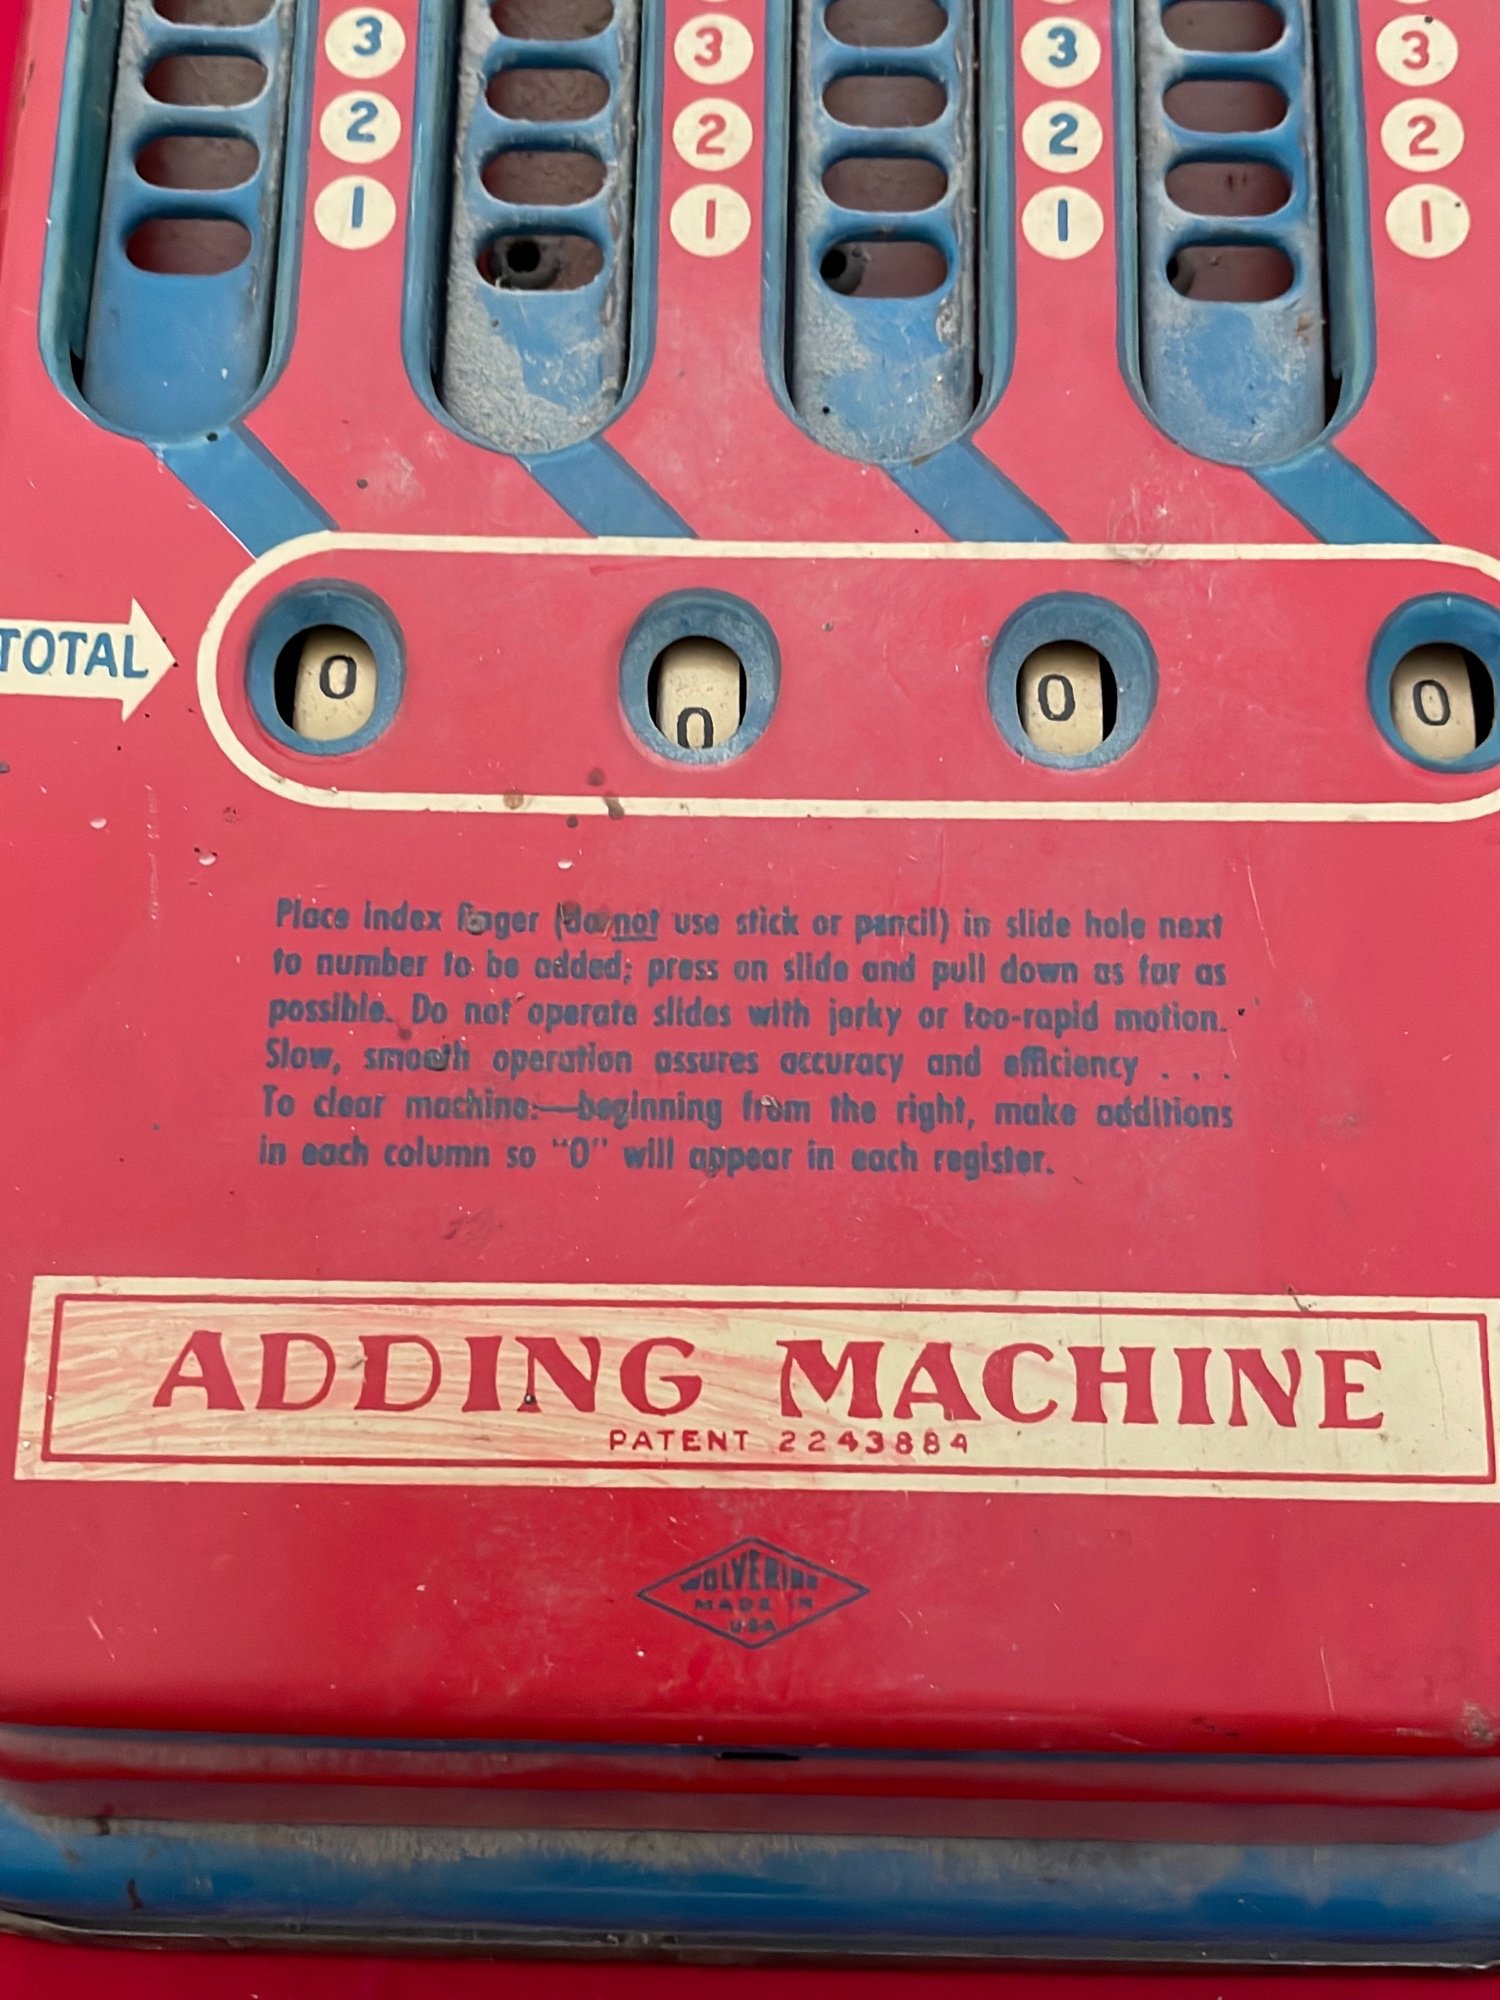 3 3 3 3
2 2 2 2
1 1 1 1
TOTAL
0 0 0 0
Place index finger (do not use stick or pencil) in slide hole next
to number to be added; press on slide and pull down as far as
possible. Do not operate slides with jerky or too-rapid motion.
Slow, smooth operation assures accuracy and efficiency . . .
To clear machine:—beginning from the right, make additions
in each column so "0" will appear in each register.
ADDING MACHINE
PATENT 2243884
WOLVERINE
MADE IN
USA